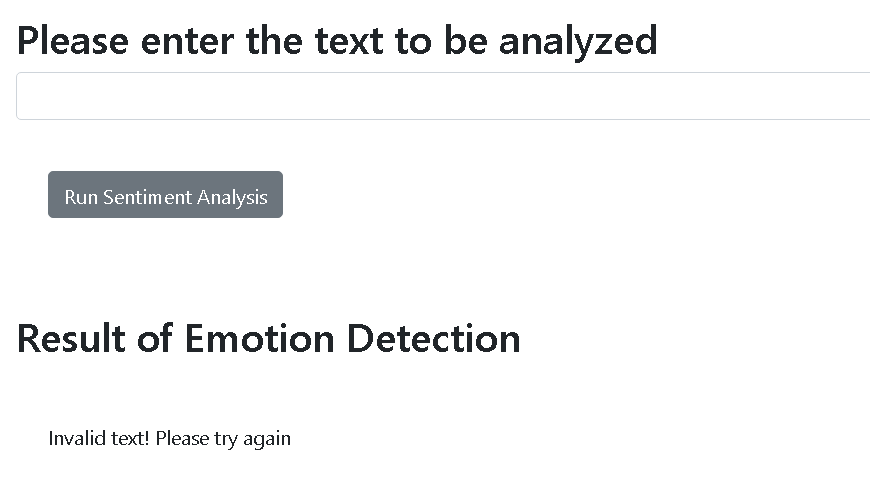 Please enter the text to be analyzed
Run Sentiment Analysis
Result of Emotion Detection
Invalid text! Please try again